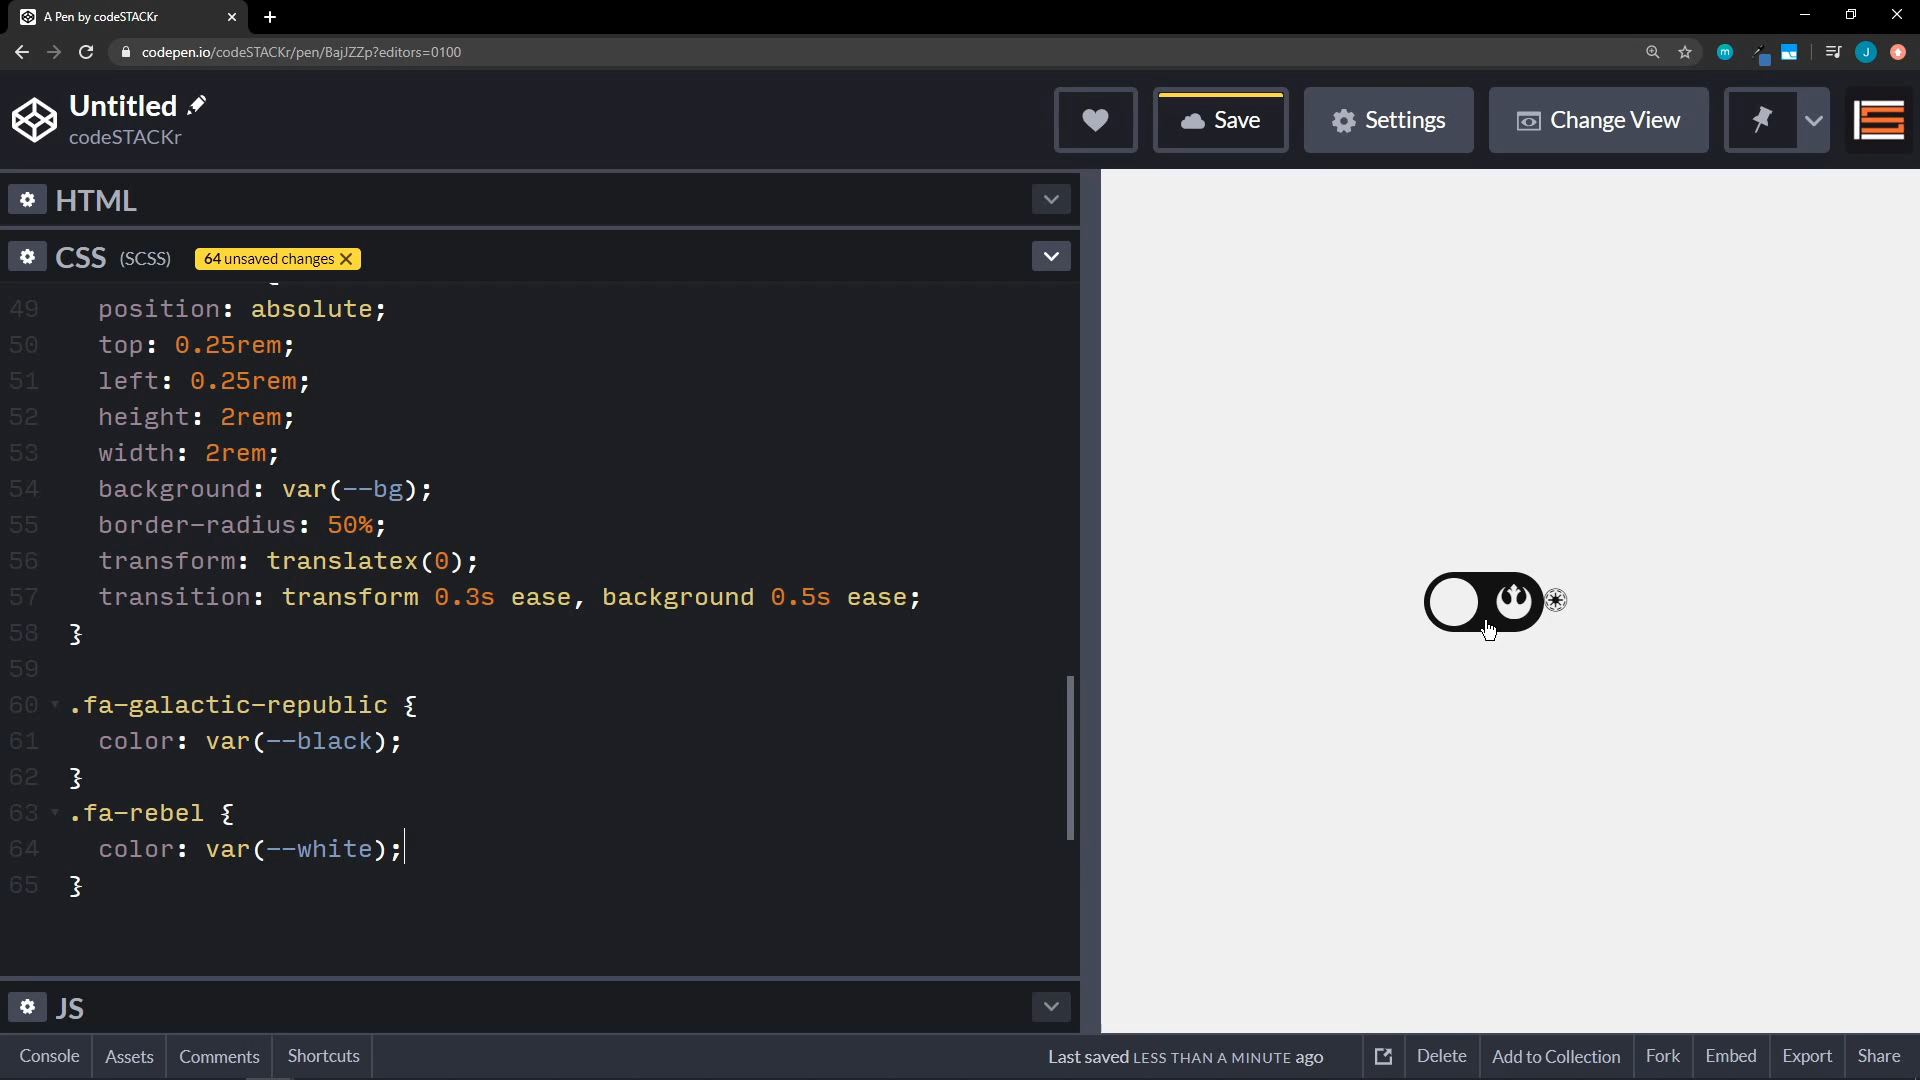 A Pen by codeSTACKr
codepen.io/codeSTACKr/pen/BajJZZp?editors=0100
m
J
Untitled
codeSTACKr
Save
Settings
Change View
HTML
CSS (SCSS) 64 unsaved changes
49 position: absolute;
50 top: 0.25rem;
51 left: 0.25rem;
52 height: 2rem;
53 width: 2rem;
54 background: var(--bg);
55 border-radius: 50%;
56 transform: translatex(0);
57 transition: transform 0.3s ease, background 0.5s ease;
58 }
59
60 .fa-galactic-republic {
61 color: var(--black);
62 }
63 .fa-rebel {
64 color: var(--white);
65 }
JS
Console Assets Comments Shortcuts Last saved LESS THAN A MINUTE ago Delete Add to Collection Fork Embed Export Share